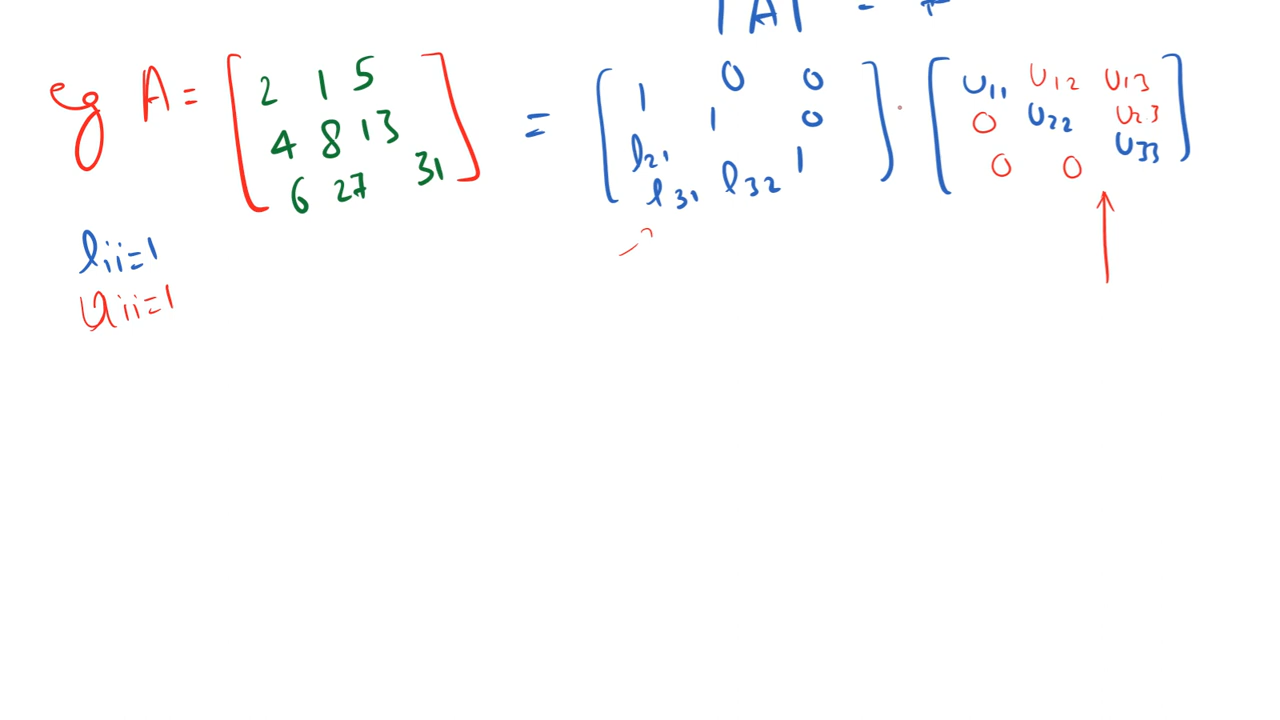 |A| =
eg A = [ 2 1 5 ] = [ 1 0 0 ] . [ U11 U12 U13 ]
4 8 13 1 0 0 U22 U23
6 27 31 l21 1 0 0 U33
l31 l32
lii=1
Uii=1